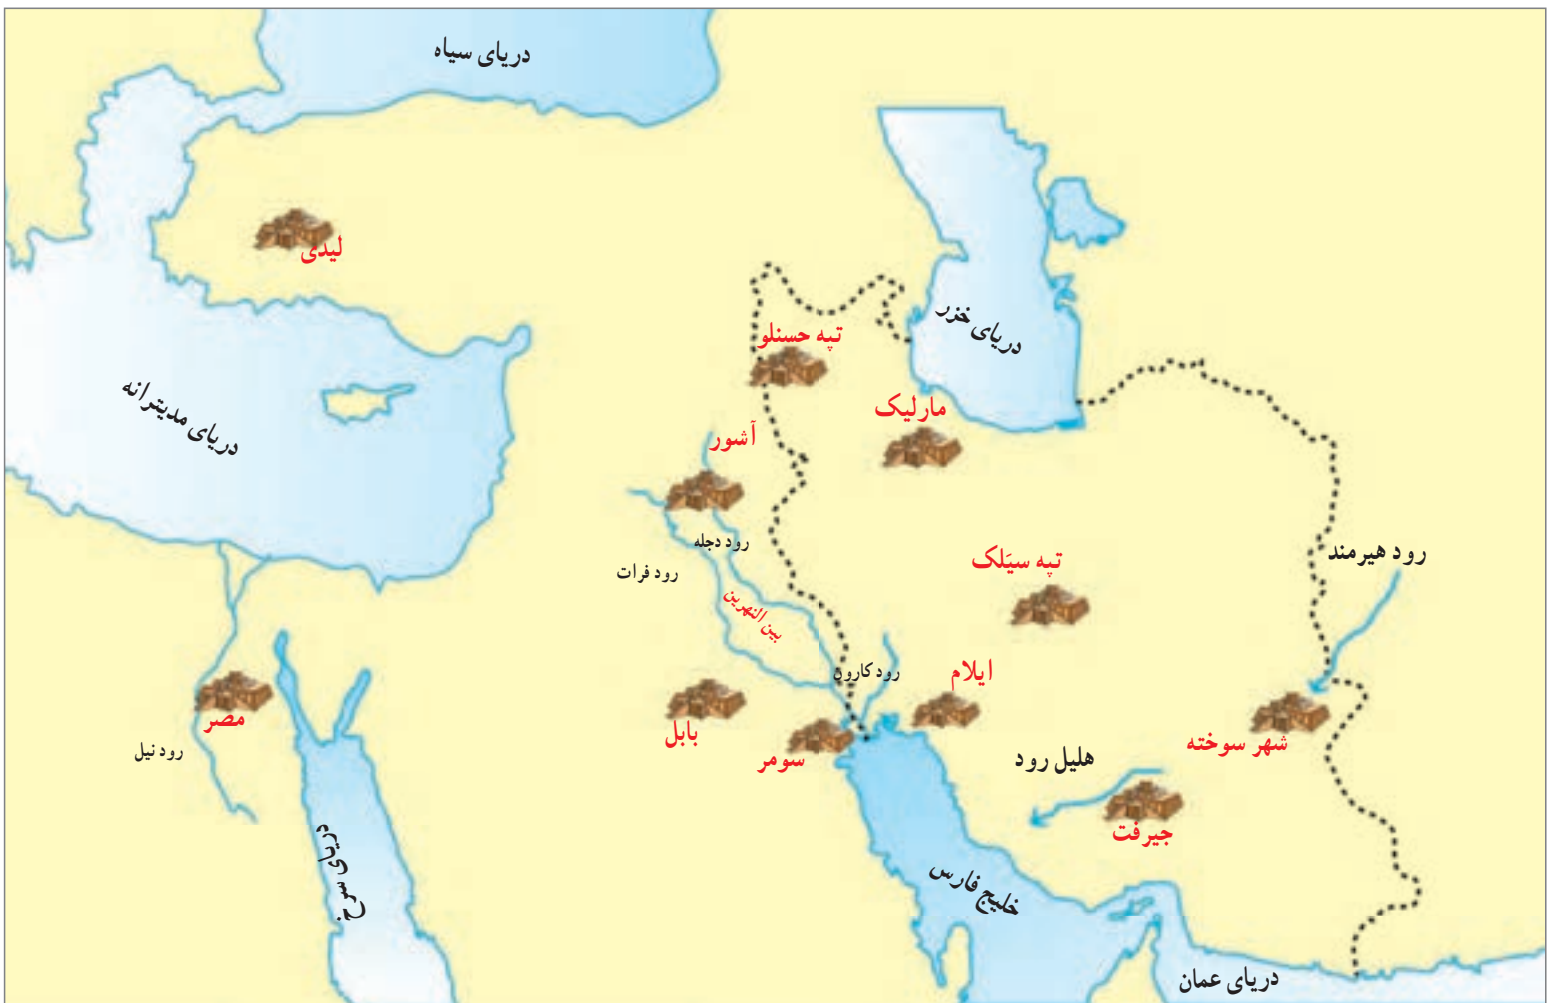 دریای سیاه
لیدی
دریای خزر
تپه حسنلو
دریای مدیترانه
مارلیک
آشور
رود دجله
رود هیرمند
تپه سیَلک
رود فرات
بین النهرین
رود کارون
ایلام
مصر
بابل
شهر سوخته
رود نیل
سومر
هلیل رود
جیرفت
دریای سرخ
خلیج فارس
دریای عمان